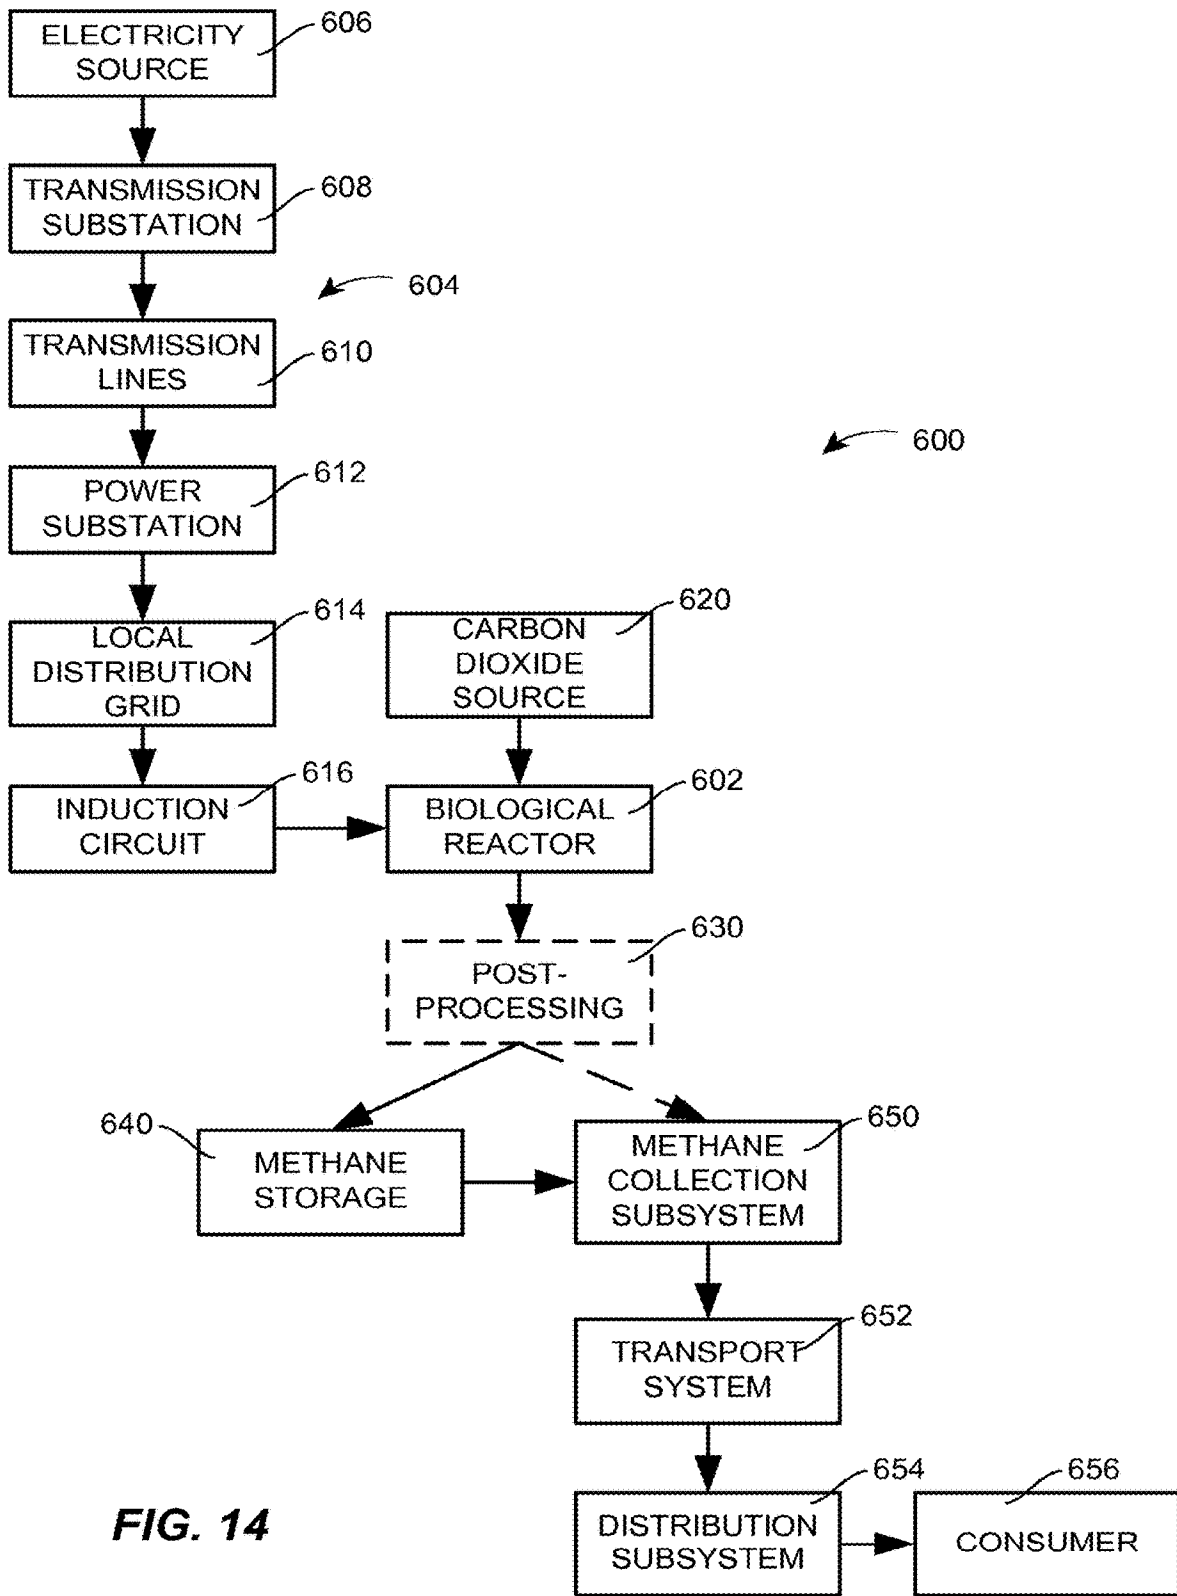 606
ELECTRICITY
SOURCE
608
TRANSMISSION
SUBSTATION
604
610
TRANSMISSION
LINES
600
612
POWER
SUBSTATION
614
LOCAL
DISTRIBUTION
GRID
620
CARBON
DIOXIDE
SOURCE
616
INDUCTION
CIRCUIT
602
BIOLOGICAL
REACTOR
630
POST-
PROCESSING
640
METHANE
STORAGE
650
METHANE
COLLECTION
SUBSYSTEM
652
TRANSPORT
SYSTEM
654
DISTRIBUTION
SUBSYSTEM
656
CONSUMER
FIG. 14